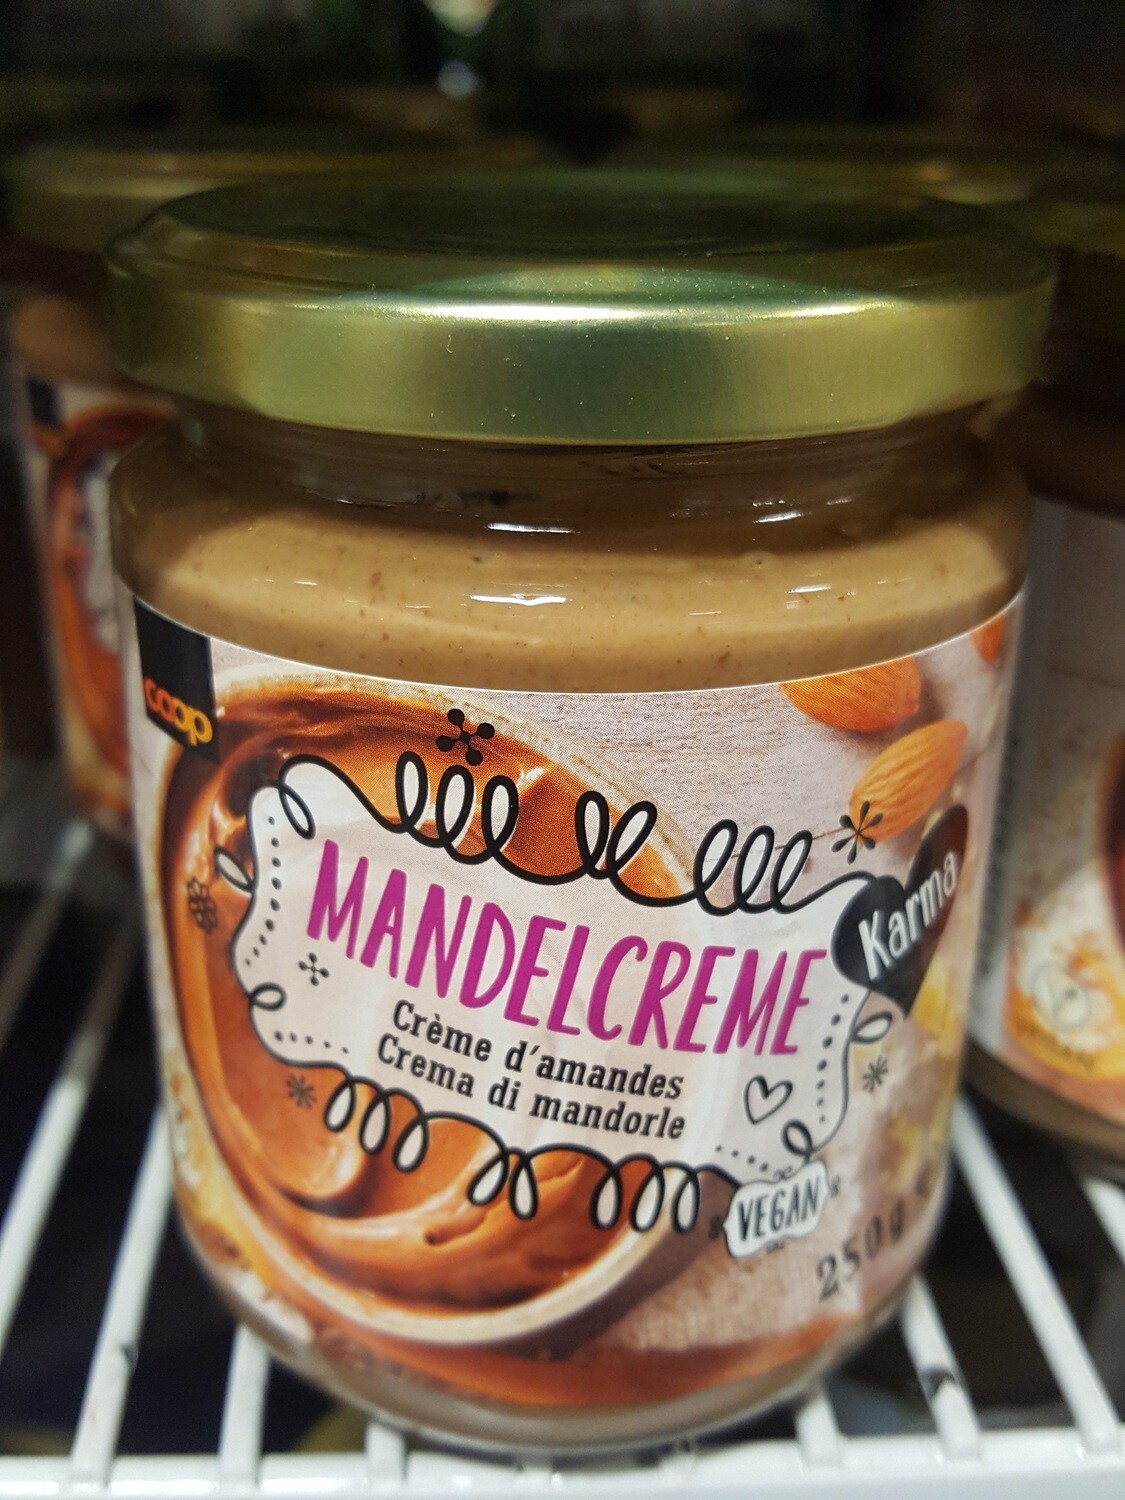 coop
MANDELCREME
Karma
Crème d'amandes
Crema di mandorle
VEGAN
250g